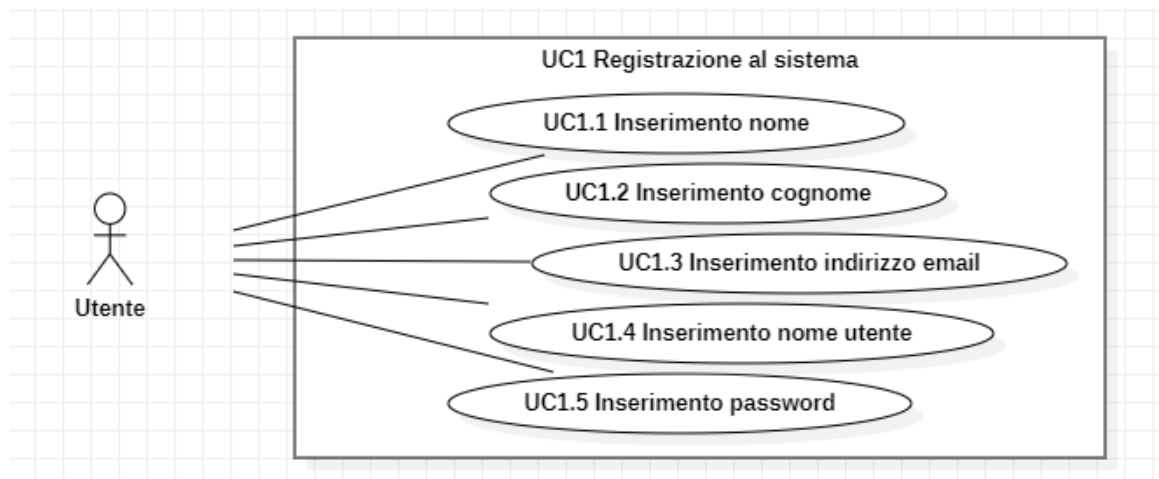 UC1 Registrazione al sistema
UC1.1 Inserimento nome
UC1.2 Inserimento cognome
UC1.3 Inserimento indirizzo email
UC1.4 Inserimento nome utente
UC1.5 Inserimento password
Utente